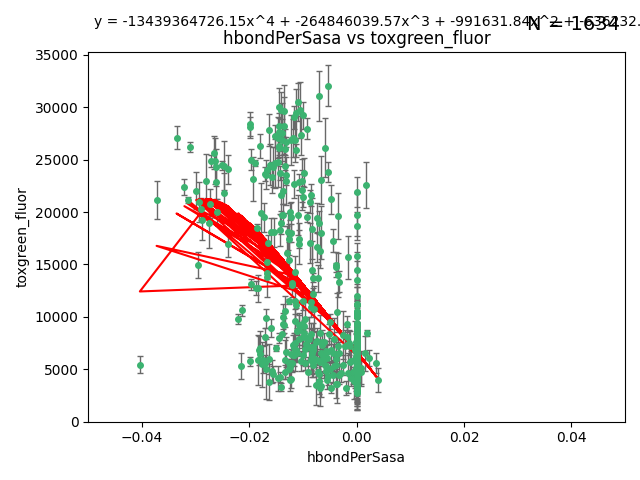 y = -13439364726.15x^4 + -264846039.57x^3 + -991631.84x^2 +
N = 1634
hbondPerSasa vs toxgreen_fluor
35000
30000
25000
20000
15000
10000
5000
0
toxgreen_fluor
−0.04
−0.02
0.00
0.02
0.04
hbondPerSasa